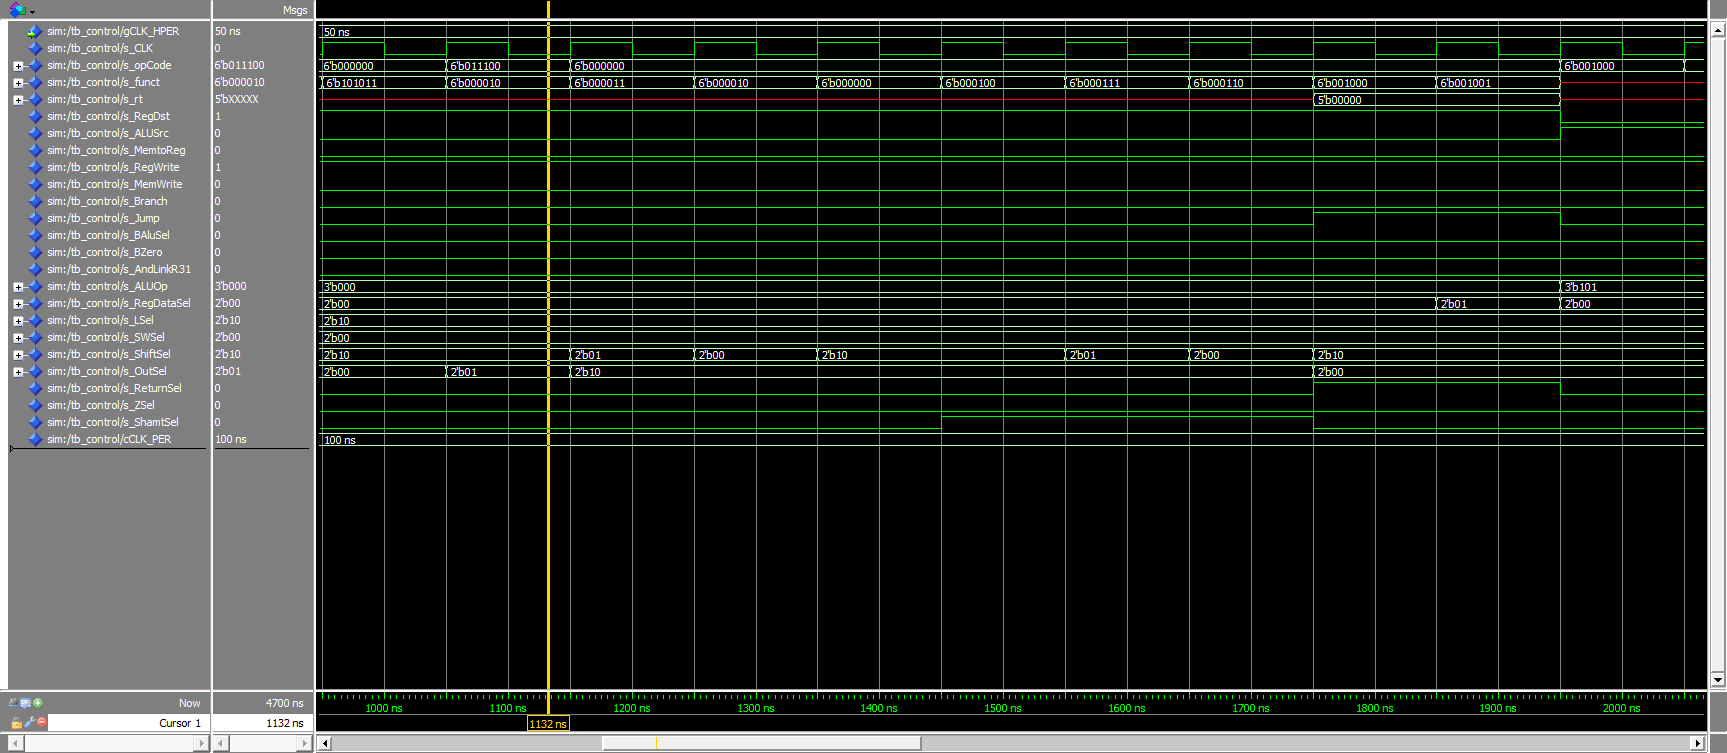 Msgs
sim:/tb_control/gCLK_HPER 50 ns 50 ns
sim:/tb_control/s_CLK 0
sim:/tb_control/s_opCode 6'b011100 6'b000000 6'b011100 6'b000000 6'b001000
sim:/tb_control/s_funct 6'b000010 6'b101011 6'b000010 6'b000011 6'b000010 6'b000000 6'b000100 6'b000111 6'b000110 6'b001000 6'b001001
sim:/tb_control/s_rt 5'bXXXXX 5'b00000
sim:/tb_control/s_RegDst 1
sim:/tb_control/s_ALUSrc 0
sim:/tb_control/s_MemtoReg 0
sim:/tb_control/s_RegWrite 1
sim:/tb_control/s_MemWrite 0
sim:/tb_control/s_Branch 0
sim:/tb_control/s_Jump 0
sim:/tb_control/s_BAluSel 0
sim:/tb_control/s_BZero 0
sim:/tb_control/s_AndLinkR31 0
sim:/tb_control/s_ALUOp 3'b000 3'b000 3'b101
sim:/tb_control/s_RegDataSel 2'b00 2'b00 2'b01 2'b00
sim:/tb_control/s_LSel 2'b10 2'b10
sim:/tb_control/s_SWSel 2'b00 2'b00
sim:/tb_control/s_ShiftSel 2'b10 2'b10 2'b01 2'b00 2'b10 2'b01 2'b00 2'b10
sim:/tb_control/s_OutSel 2'b01 2'b00 2'b01 2'b10 2'b00
sim:/tb_control/s_ReturnSel 0
sim:/tb_control/s_ZSel 0
sim:/tb_control/s_ShamtSel 0
sim:/tb_control/cCLK_PER 100 ns 100 ns
Now 4700 ns 1000 ns 1100 ns 1200 ns 1300 ns 1400 ns 1500 ns 1600 ns 1700 ns 1800 ns 1900 ns 2000 ns
Cursor 1 1132 ns 1132 ns